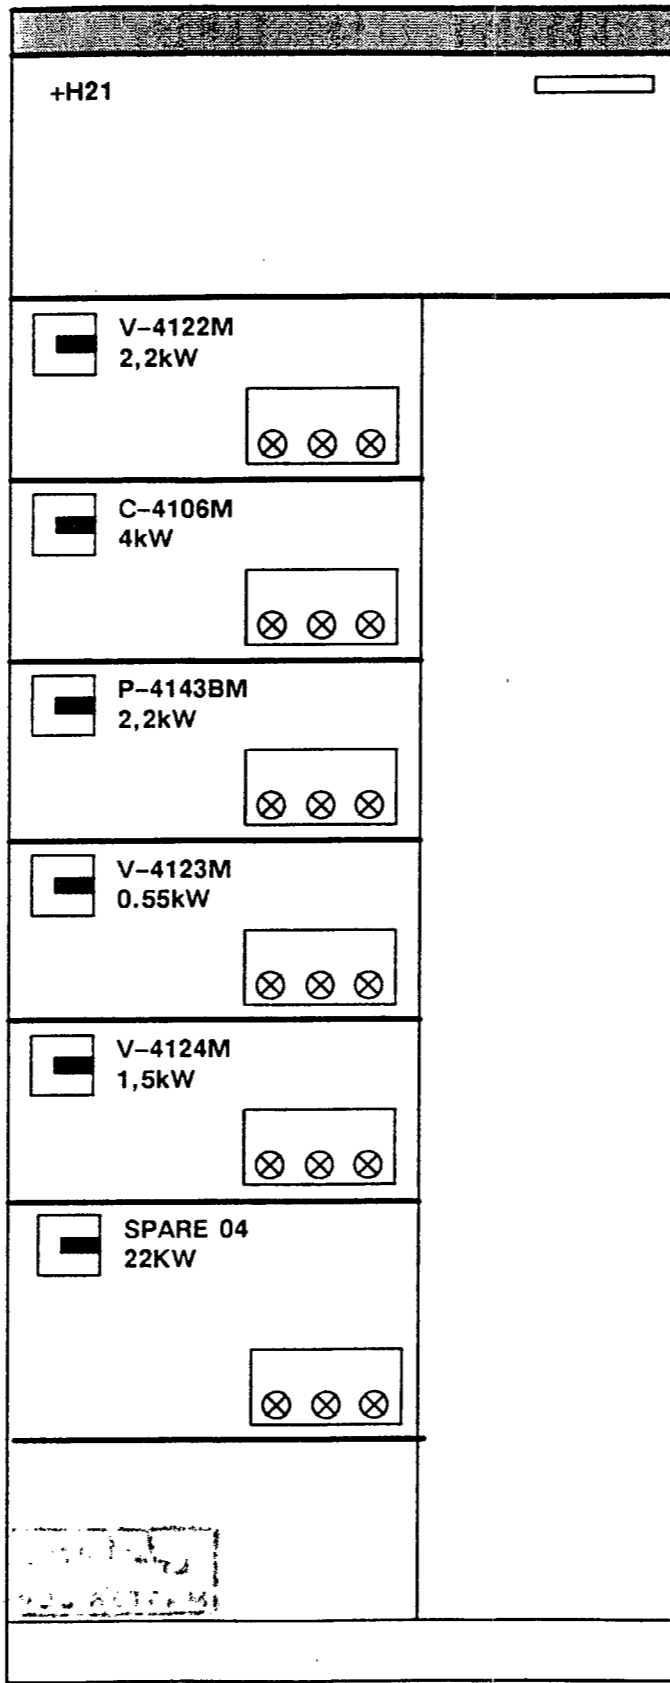 +H21
V-4122M
2,2kW
C-4106M
4kW
P-4143BM
2,2kW
V-4123M
0.55kW
V-4124M
1,5kW
SPARE 04
22KW